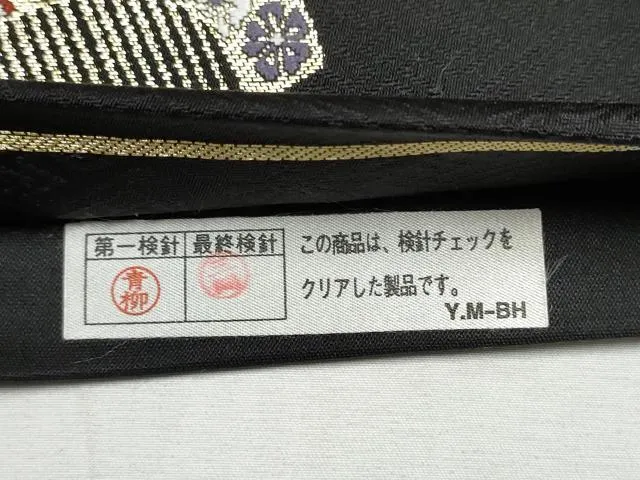 第一検針 最終検針
この商品は、検針チェックを
青柳
クリアした製品です。
Y.M-BH